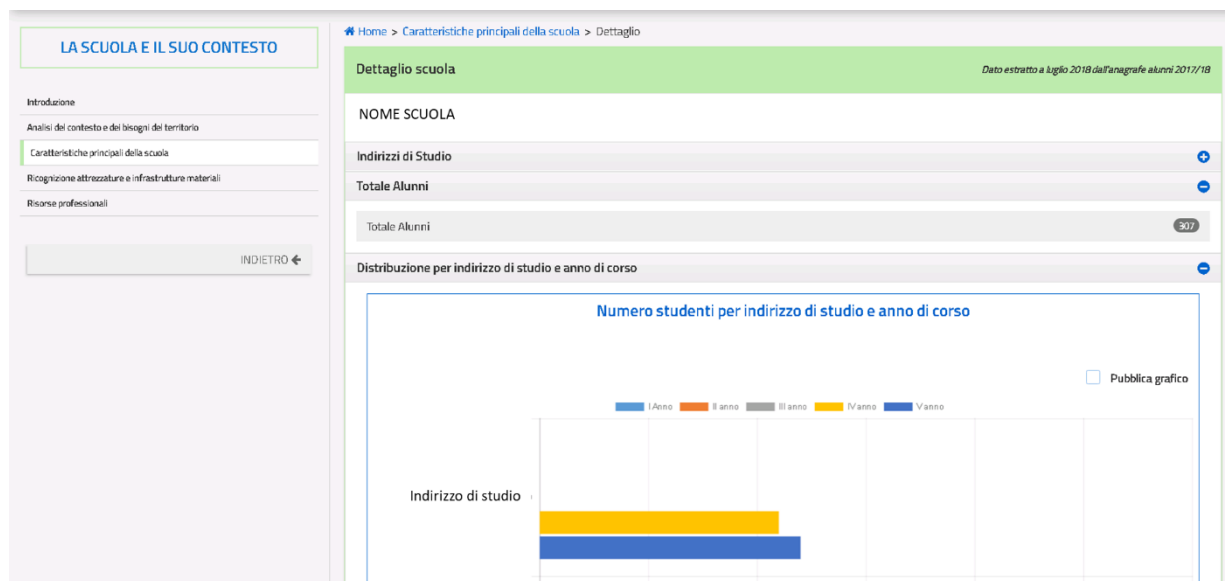 LA SCUOLA E IL SUO CONTESTO
Introduzione
Analisi del contesto e dei bisogni del territorio
Caratteristiche principali della scuola
Ricognizione attrezzature e infrastrutture materiali
Risorse professionali
INDIETRO
Home > Caratteristiche principali della scuola > Dettaglio
Dettaglio scuola
Dato estratto a luglio 2018 dall'anagrafe alunni 2017/18
NOME SCUOLA
Indirizzi di Studio
Totale Alunni
Totale Alunni 307
Distribuzione per indirizzo di studio e anno di corso
Numero studenti per indirizzo di studio e anno di corso
Pubblica grafico
I Anno II anno III anno IV anno V anno
Indirizzo di studio